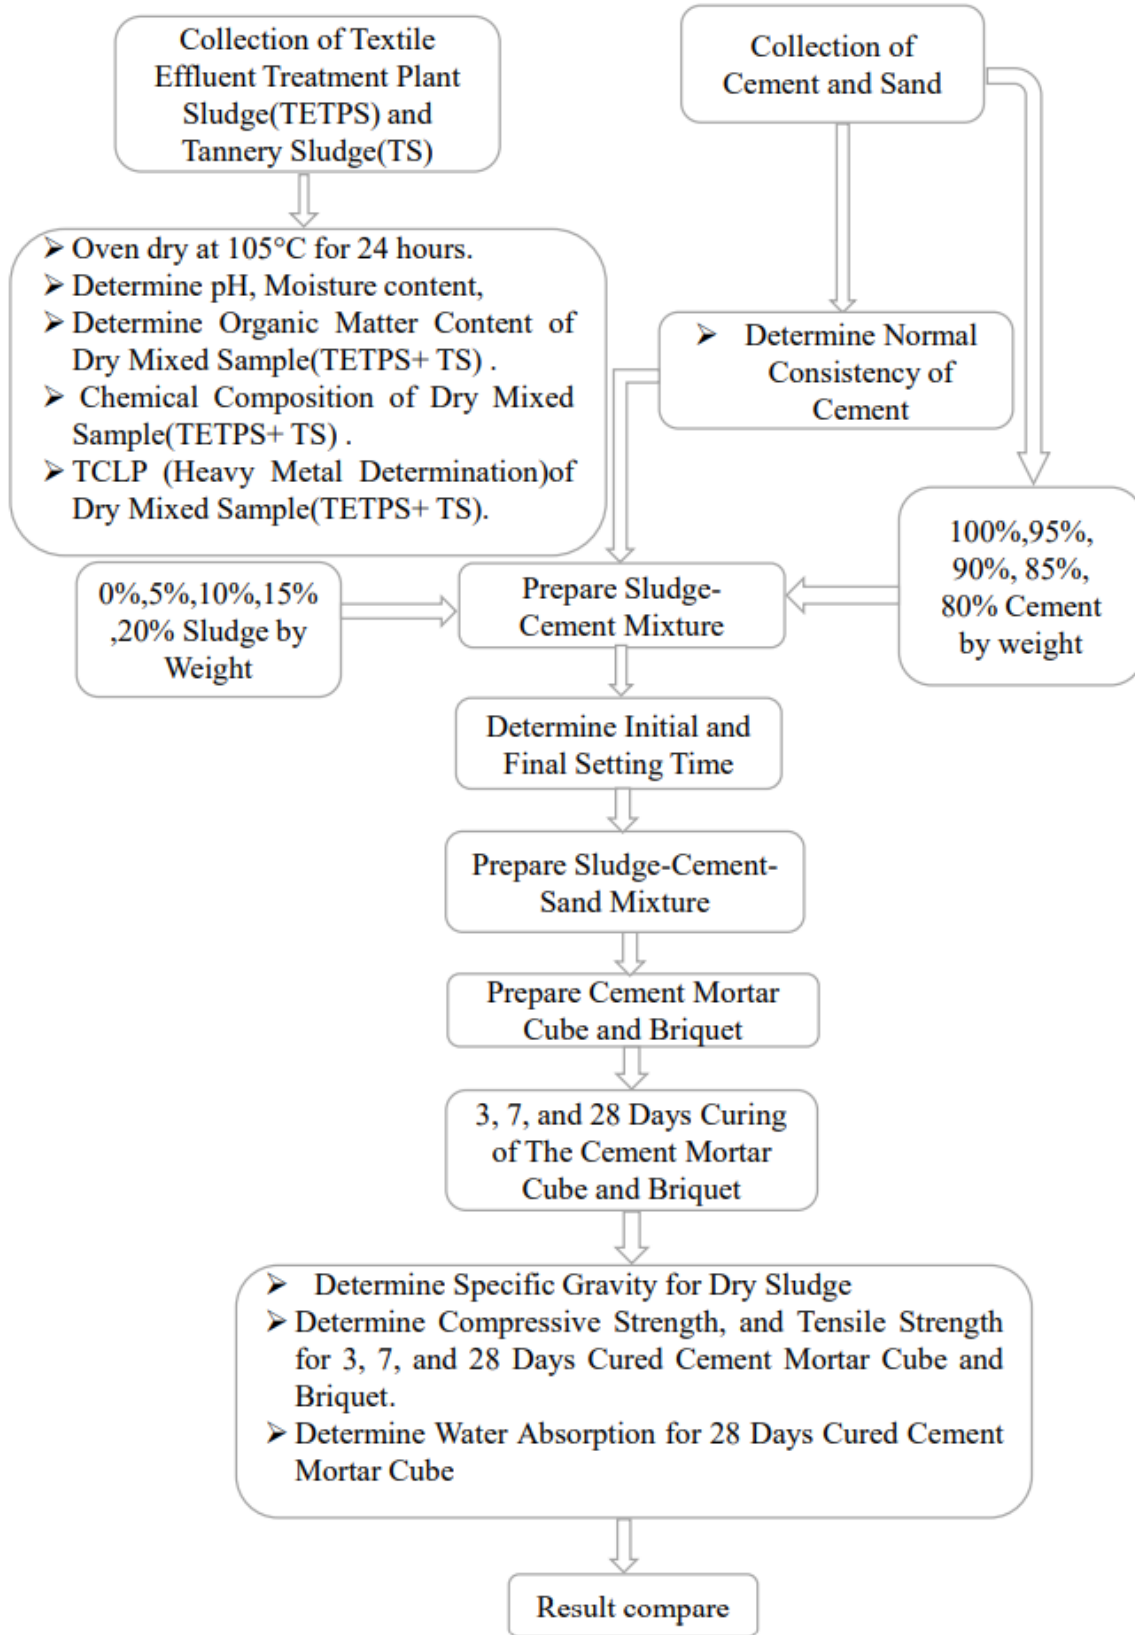 Collection of Textile
Effluent Treatment Plant
Sludge(TETPS) and
Tannery Sludge(TS)
Collection of
Cement and Sand
➢ Oven dry at 105°C for 24 hours.
➢ Determine pH, Moisture content,
➢ Determine Organic Matter Content of
Dry Mixed Sample(TETPS+ TS) .
➢ Chemical Composition of Dry Mixed
Sample(TETPS+ TS) .
➢ TCLP (Heavy Metal Determination)of
Dry Mixed Sample(TETPS+ TS).
➢ Determine Normal
Consistency of
Cement
0%,5%,10%,15%
,20% Sludge by
Weight
Prepare Sludge-
Cement Mixture
100%,95%,
90%, 85%,
80% Cement
by weight
Determine Initial and
Final Setting Time
Prepare Sludge-Cement-
Sand Mixture
Prepare Cement Mortar
Cube and Briquet
3, 7, and 28 Days Curing
of The Cement Mortar
Cube and Briquet
➢ Determine Specific Gravity for Dry Sludge
➢ Determine Compressive Strength, and Tensile Strength
for 3, 7, and 28 Days Cured Cement Mortar Cube and
Briquet.
➢ Determine Water Absorption for 28 Days Cured Cement
Mortar Cube
Result compare